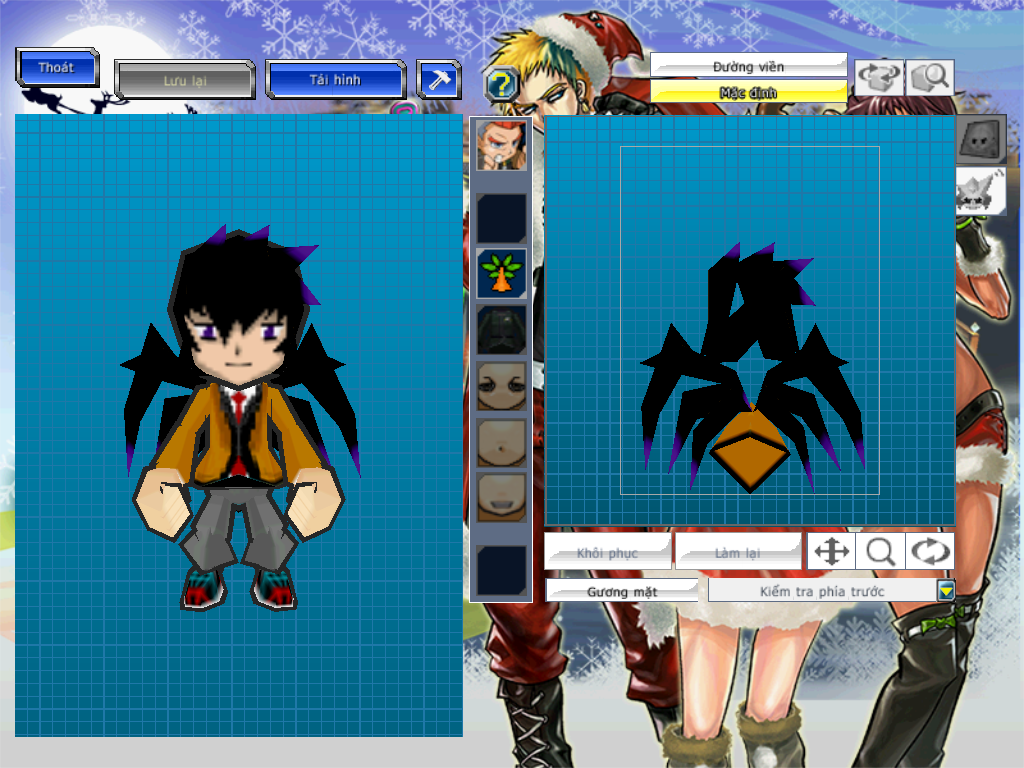 Thoát
Lưu lại
Tải hình
Đường viền
Mặc định
Khôi phục
Làm lại
Gương mặt
Kiểm tra phía trước